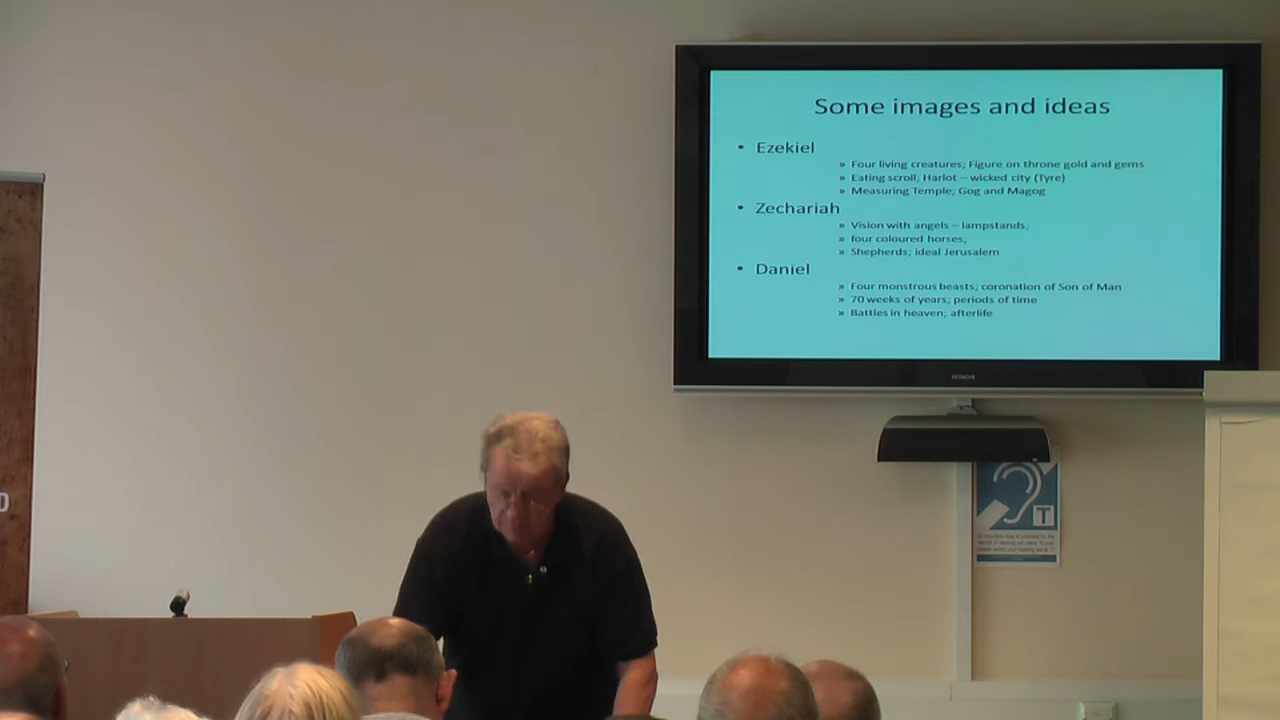 Some images and ideas
• Ezekiel
» Four living creatures; Figure on throne gold and gems
» Eating scroll; Harlot – wicked city (Tyre)
» Measuring Temple; Gog and Magog
• Zechariah
» Vision with angels – lampstands;
» four coloured horses;
» Shepherds; ideal Jerusalem
• Daniel
» Four monstrous beasts; coronation of Son of Man
» 70 weeks of years; periods of time
» Battles in heaven; afterlife
HITACHI
T
D